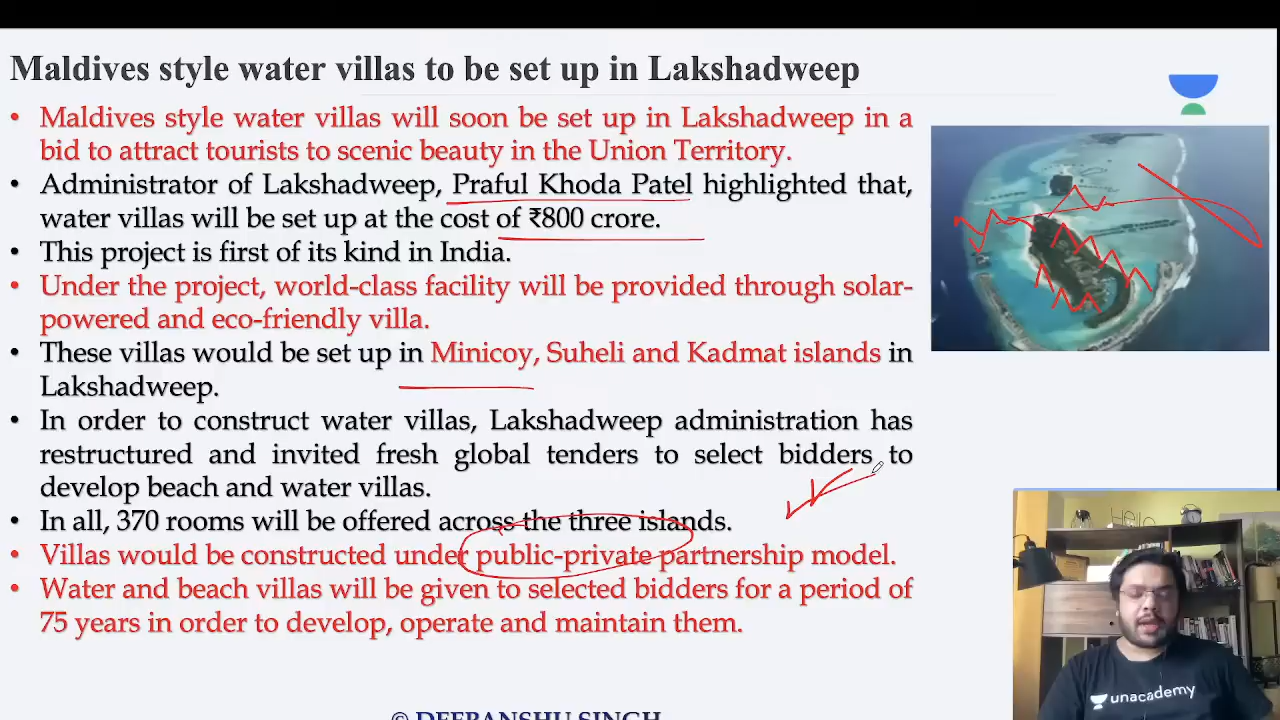 Maldives style water villas to be set up in Lakshadweep
• Maldives style water villas will soon be set up in Lakshadweep in a
bid to attract tourists to scenic beauty in the Union Territory.
• Administrator of Lakshadweep, Praful Khoda Patel highlighted that,
water villas will be set up at the cost of ₹800 crore.
• This project is first of its kind in India.
• Under the project, world-class facility will be provided through solar-
powered and eco-friendly villa.
• These villas would be set up in Minicoy, Suheli and Kadmat islands in
Lakshadweep.
• In order to construct water villas, Lakshadweep administration has
restructured and invited fresh global tenders to select bidders to
develop beach and water villas.
• In all, 370 rooms will be offered across the three islands.
• Villas would be constructed under public-private partnership model.
• Water and beach villas will be given to selected bidders for a period of
75 years in order to develop, operate and maintain them.
Hello
unacademy
© DEEPANSHU SINGH